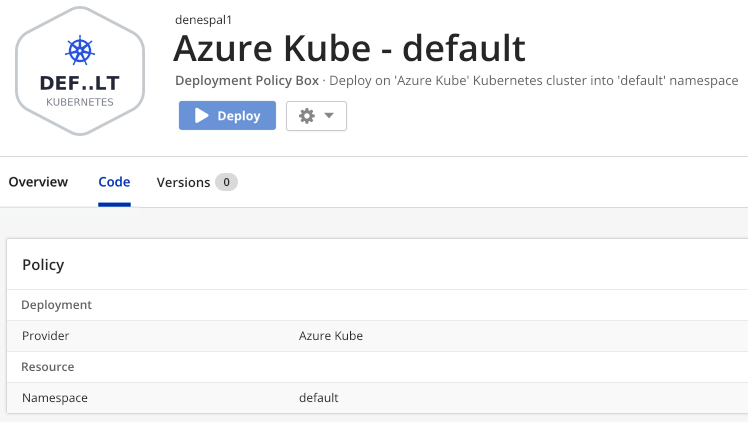 denespal1
Azure Kube - default
DEF..LT
KUBERNETES
Deployment Policy Box · Deploy on 'Azure Kube' Kubernetes cluster into 'default' namespace
Deploy
Overview Code Versions 0
Policy
Deployment
Provider Azure Kube
Resource
Namespace default